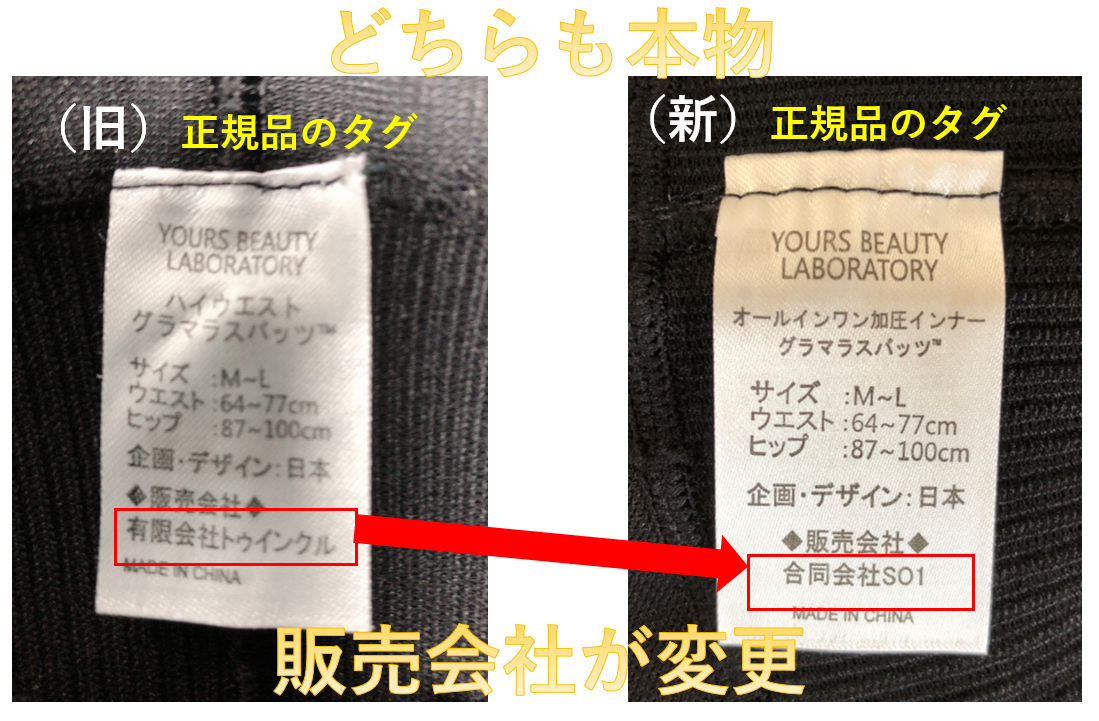 どちらも本物
（旧）正規品のタグ
YOURS BEAUTY
LABORATORY
ハイウエスト
グラマラスパッツ™
サイズ :M~L
ウエスト:64~77cm
ヒップ :87~100cm
企画・デザイン:日本
◆販売会社◆
有限会社トゥインクル
MADE IN CHINA
（新）正規品のタグ
YOURS BEAUTY
LABORATORY
オールインワン加圧インナー
グラマラスパッツ™
サイズ :M~L
ウエスト:64~77cm
ヒップ :87~100cm
企画・デザイン:日本
◆販売会社◆
合同会社SO1
MADE IN CHINA
販売会社が変更